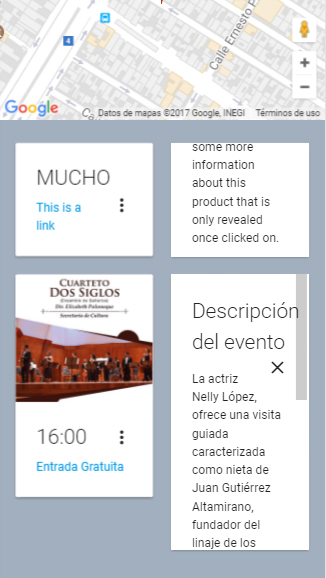 Calle Ernesto P
4
Google
Ca
Datos de mapas ©2017 Google, INEGI
Términos de uso
MUCHO
This is a
link
some more
information
about this
product that is
only revealed
once clicked on.
CUARTETO
DOS SIGLOS
Secretaría de Cultura
16:00
Entrada Gratuita
Descripción
del evento
La actriz
Nelly López,
ofrece una visita
guiada
caracterizada
como nieta de
Juan Gutiérrez
Altamirano,
fundador del
linaje de los